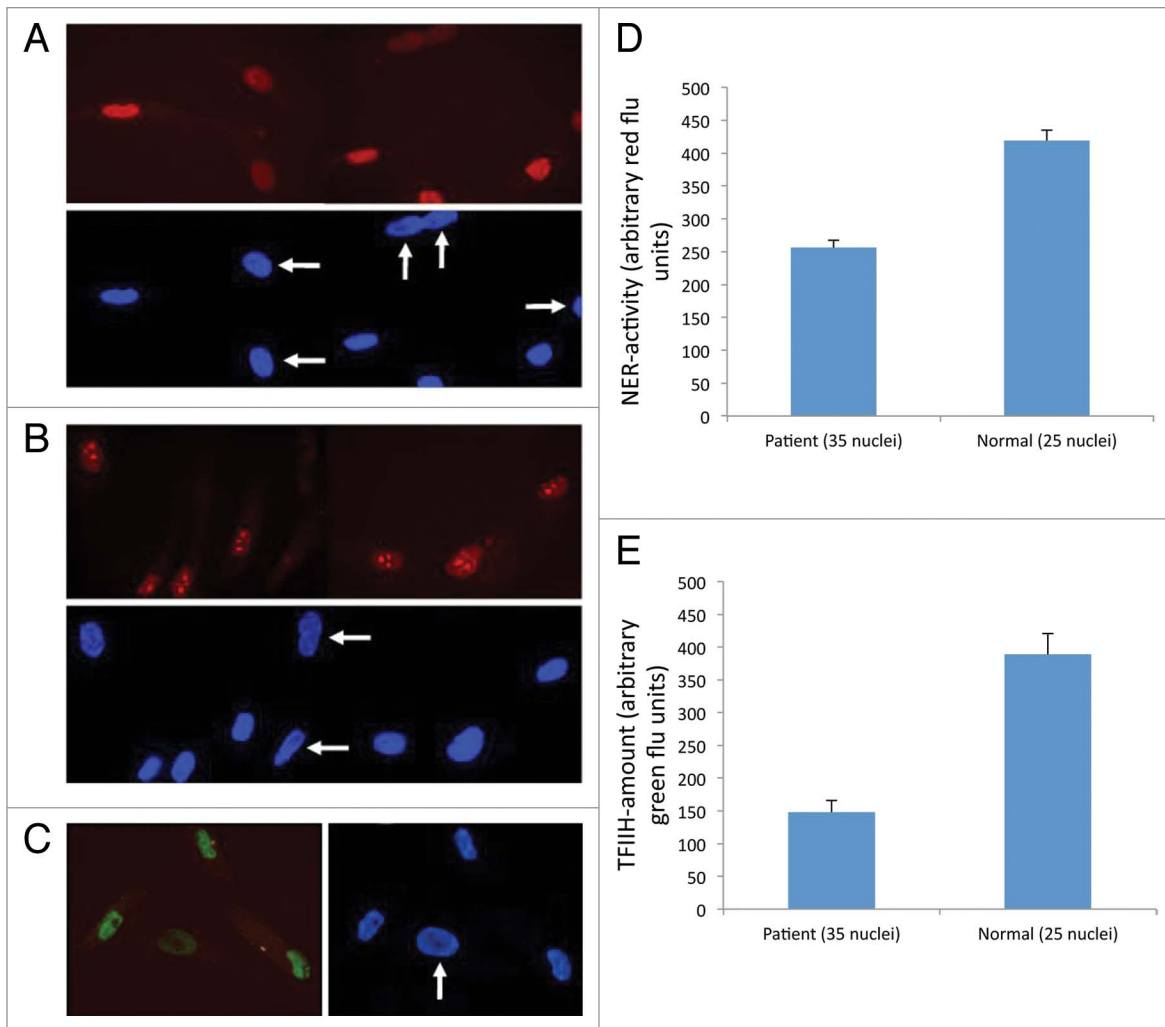 A
B
C
D
NER-activity (arbitrary red flu
units)
500
450
400
350
300
250
200
150
100
50
0
Patient (35 nuclei)
Normal (25 nuclei)
E
TFIIH-amount (arbitrary
green flu units)
500
450
400
350
300
250
200
150
100
50
0
Patient (35 nuclei)
Normal (25 nuclei)